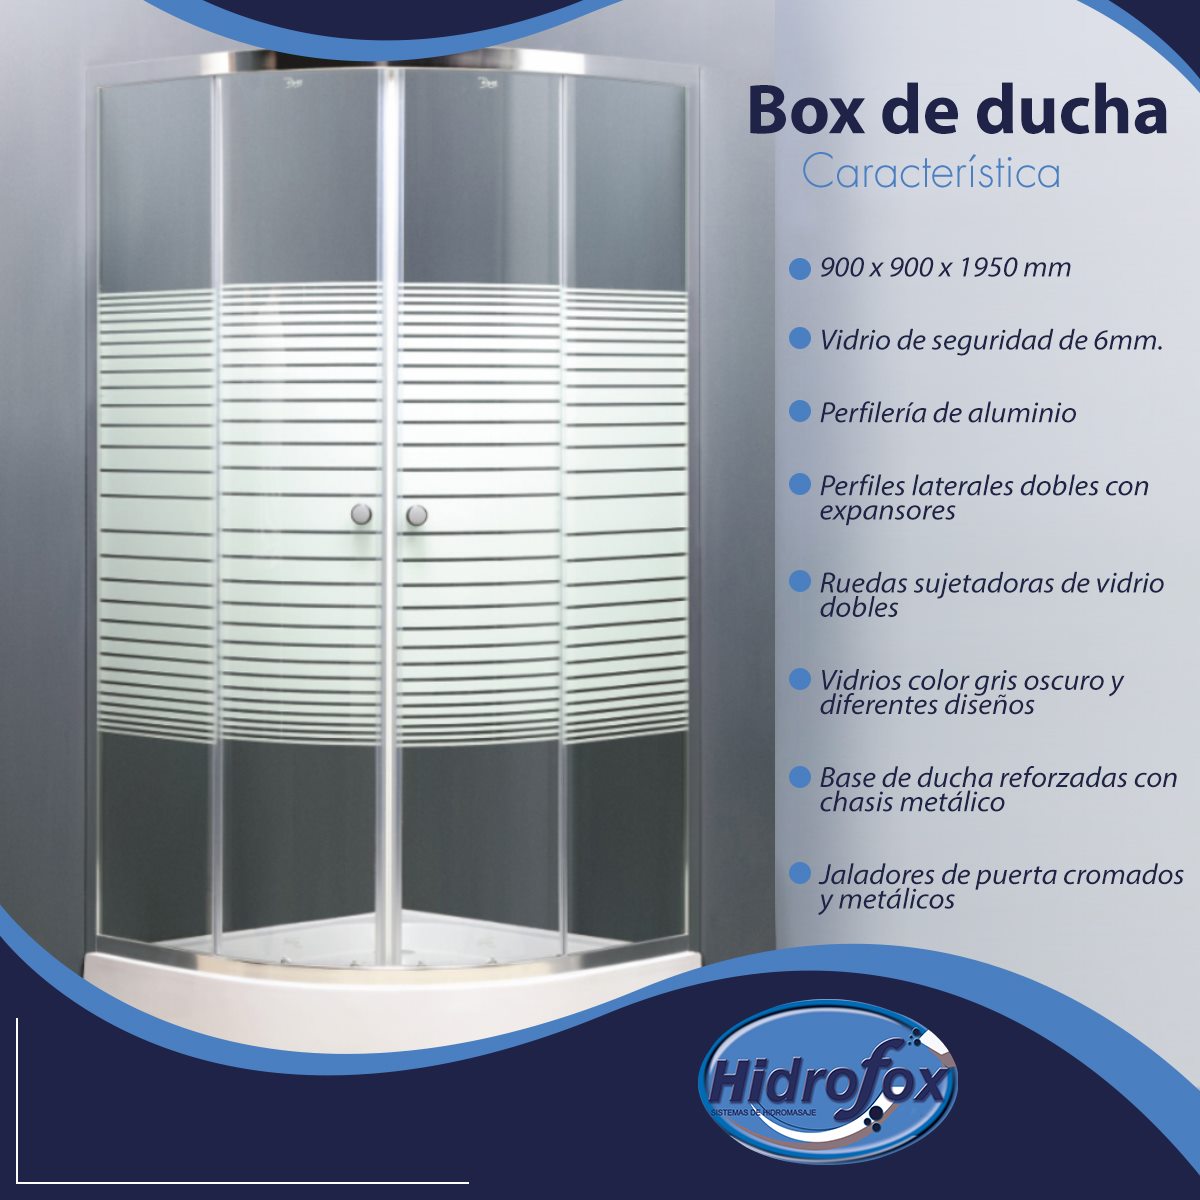 Box de ducha
Característica
900 x 900 x 1950 mm
Vidrio de seguridad de 6mm.
Perfilería de aluminio
Perfiles laterales dobles con
expansores
Ruedas sujetadoras de vidrio
dobles
Vidrios color gris oscuro y
diferentes diseños
Base de ducha reforzadas con
chasis metálico
Jaladores de puerta cromados
y metálicos
Hidrofox
SISTEMAS DE HIDROMASAJE